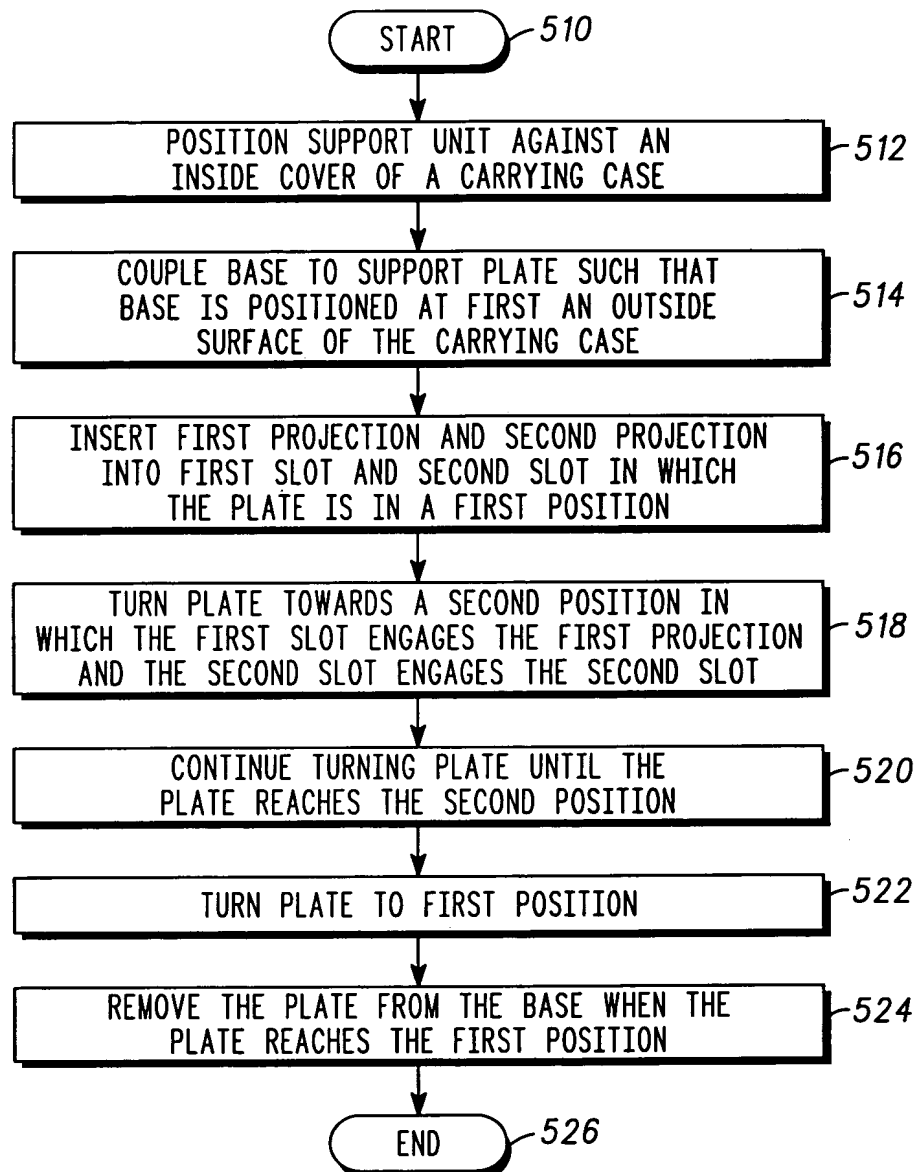 START
510
POSITION SUPPORT UNIT AGAINST AN
INSIDE COVER OF A CARRYING CASE
512
COUPLE BASE TO SUPPORT PLATE SUCH THAT
BASE IS POSITIONED AT FIRST AN OUTSIDE
SURFACE OF THE CARRYING CASE
514
INSERT FIRST PROJECTION AND SECOND PROJECTION
INTO FIRST SLOT AND SECOND SLOT IN WHICH
THE PLATE IS IN A FIRST POSITION
516
TURN PLATE TOWARDS A SECOND POSITION IN
WHICH THE FIRST SLOT ENGAGES THE FIRST PROJECTION
AND THE SECOND SLOT ENGAGES THE SECOND SLOT
518
CONTINUE TURNING PLATE UNTIL THE
PLATE REACHES THE SECOND POSITION
520
TURN PLATE TO FIRST POSITION
522
REMOVE THE PLATE FROM THE BASE WHEN THE
PLATE REACHES THE FIRST POSITION
524
END
526